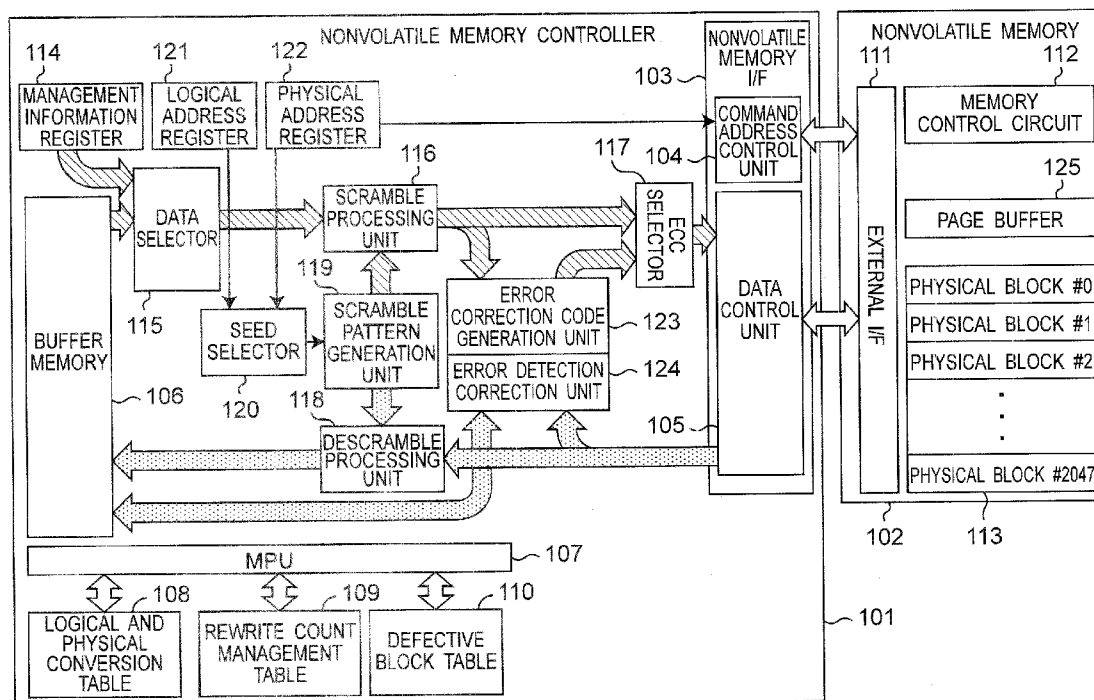 NONVOLATILE MEMORY CONTROLLER
114
121
122
MANAGEMENT
INFORMATION
REGISTER
LOGICAL
ADDRESS
REGISTER
PHYSICAL
ADDRESS
REGISTER
103
NONVOLATILE
MEMORY
I/F
COMMAND
ADDRESS
CONTROL
UNIT
104
NONVOLATILE MEMORY
111
112
MEMORY
CONTROL CIRCUIT
125
PAGE BUFFER
EXTERNAL I/F
PHYSICAL BLOCK #0
PHYSICAL BLOCK #1
PHYSICAL BLOCK #2
PHYSICAL BLOCK #2047
102
113
DATA
SELECTOR
115
116
SCRAMBLE
PROCESSING
UNIT
117
ECC
SELECTOR
119
SCRAMBLE
PATTERN
GENERATION
UNIT
SEED
SELECTOR
120
ERROR
CORRECTION CODE
GENERATION UNIT
123
ERROR DETECTION
CORRECTION UNIT
124
DATA
CONTROL
UNIT
105
BUFFER
MEMORY
106
118
DESCRAMBLE
PROCESSING
UNIT
MPU
107
108
LOGICAL AND
PHYSICAL
CONVERSION
TABLE
109
REWRITE COUNT
MANAGEMENT
TABLE
110
DEFECTIVE
BLOCK TABLE
101